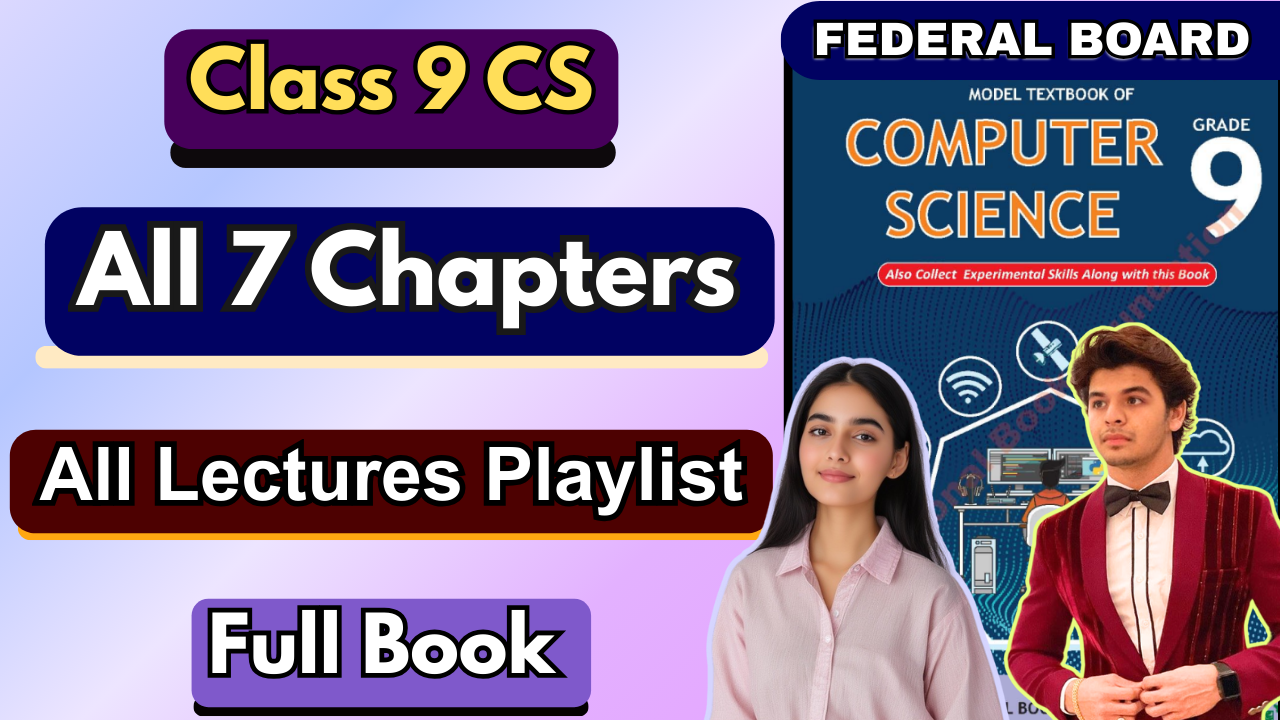 Class 9 CS
All 7 Chapters
All Lectures Playlist
Full Book
FEDERAL BOARD
MODEL TEXTBOOK OF
COMPUTER
SCIENCE
GRADE
9
Also Collect Experimental Skills Along with this Book